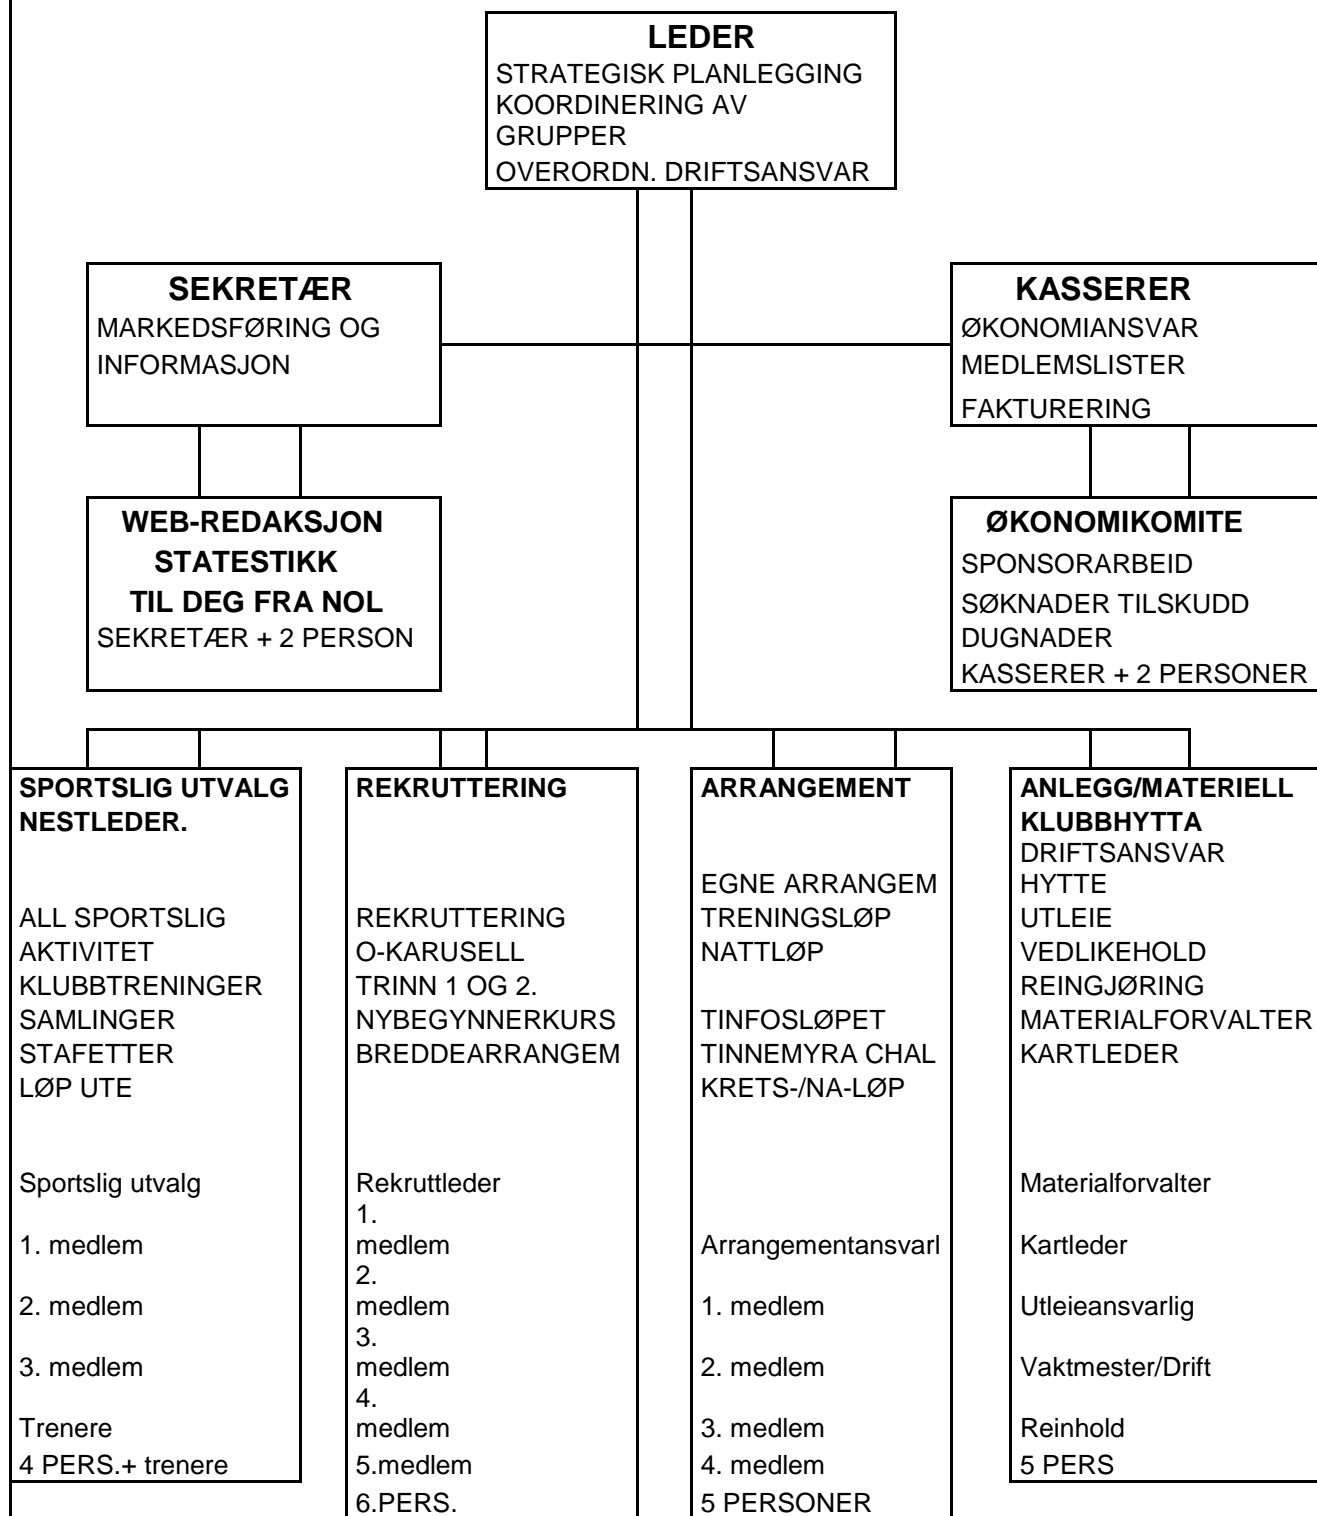 LEDER
STRATEGISK PLANLEGGING
KOORDINERING AV
GRUPPER
OVERORDN. DRIFTSANSVAR
SEKRETÆR
MARKEDSFØRING OG
INFORMASJON
KASSERER
ØKONOMIANSVAR
MEDLEMSLISTER
FAKTURERING
WEB-REDAKSJON
STATESTIKK
TIL DEG FRA NOL
SEKRETÆR + 2 PERSON
ØKONOMIKOMITE
SPONSORARBEID
SØKNADER TILSKUDD
DUGNADER
KASSERER + 2 PERSONER
SPORTSLIG UTVALG
NESTLEDER.
ALL SPORTSLIG
AKTIVITET
KLUBBTRENINGER
SAMLINGER
STAFETTER
LØP UTE
Sportslig utvalg
1. medlem
2. medlem
3. medlem
Trenere
4 PERS.+ trenere
REKRUTTERING
REKRUTTERING
O-KARUSELL
TRINN 1 OG 2.
NYBEGYNNERKURS
BREDDEARRANGEM
Rekruttleder
1.
medlem
2.
medlem
3.
medlem
4.
medlem
5.medlem
6.PERS.
ARRANGEMENT
EGNE ARRANGEM
TRENINGSLØP
NATTLØP
TINFOSLØPET
TINNEMYRA CHAL
KRETS-/NA-LØP
Arrangementansvarl
1. medlem
2. medlem
3. medlem
4. medlem
5 PERSONER
ANLEGG/MATERIELL
KLUBBHYTTA
DRIFTSANSVAR
HYTTE
UTLEIE
VEDLIKEHOLD
REINGJØRING
MATERIALFORVALTER
KARTLEDER
Materialforvalter
Kartleder
Utleieansvarlig
Vaktmester/Drift
Reinhold
5 PERS